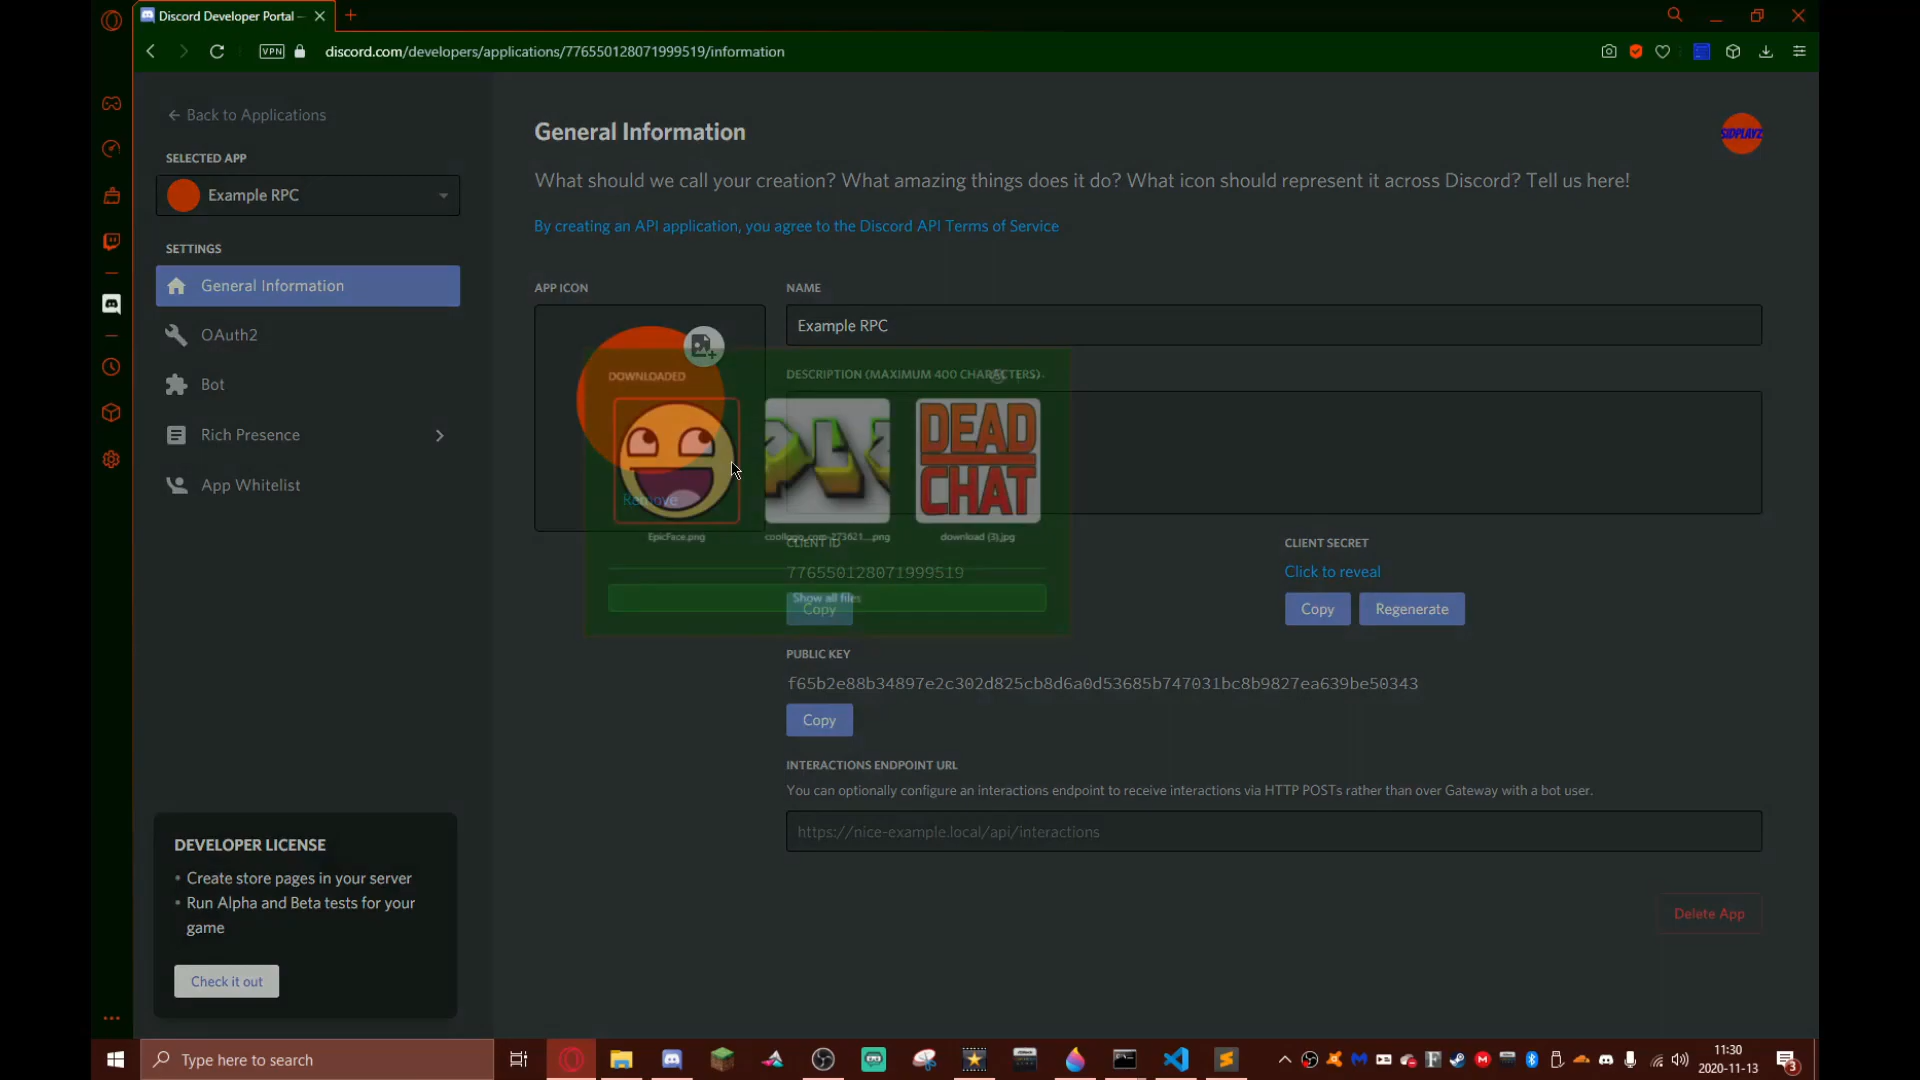 Discord Developer Portal –
VPN
discord.com/developers/applications/776550128071999519/information
Back to Applications
SELECTED APP
Example RPC
SETTINGS
General Information
OAuth2
Bot
Rich Presence
App Whitelist
DEVELOPER LICENSE
• Create store pages in your server
• Run Alpha and Beta tests for your
game
Check it out
General Information
SIDPLAYZ
What should we call your creation? What amazing things does it do? What icon should represent it across Discord? Tell us here!
By creating an API application, you agree to the Discord API Terms of Service
APP ICON
Remove
NAME
Example RPC
DESCRIPTION (MAXIMUM 400 CHARACTERS)
DOWNLOADED
DEAD
CHAT
EpicFace.png
download (3).jpg
Show all files
CLIENT ID
776550128071999519
Copy
CLIENT SECRET
Click to reveal
Copy
Regenerate
PUBLIC KEY
f65b2e88b34897e2c302d825cb8d6a0d53685b747031bc8b9827ea639be50343
Copy
INTERACTIONS ENDPOINT URL
You can optionally configure an interactions endpoint to receive interactions via HTTP POSTs rather than over Gateway with a bot user.
https://nice-example.local/api/interactions
Delete App
Type here to search
11:30
2020-11-13
3